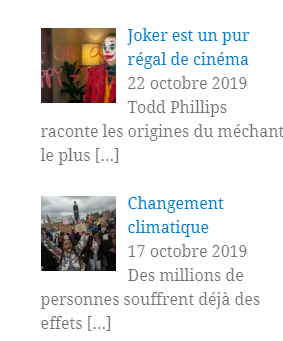 Joker est un pur
régal de cinéma
22 octobre 2019
Todd Phillips
raconte les origines du méchant
le plus [...]
Changement
climatique
17 octobre 2019
Des millions de
personnes souffrent déjà des
effets [...]